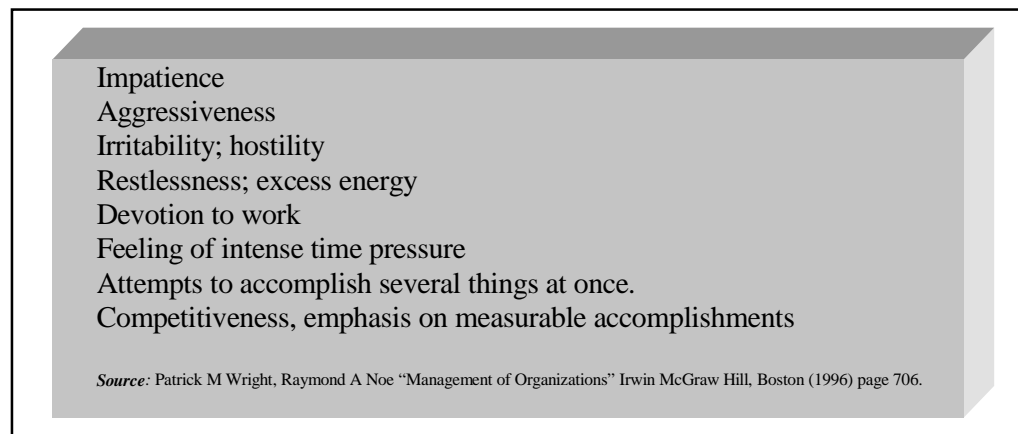 Impatience
Aggressiveness
Irritability; hostility
Restlessness; excess energy
Devotion to work
Feeling of intense time pressure
Attempts to accomplish several things at once.
Competitiveness, emphasis on measurable accomplishments
Source: Patrick M Wright, Raymond A Noe “Management of Organizations” Irwin McGraw Hill, Boston (1996) page 706.